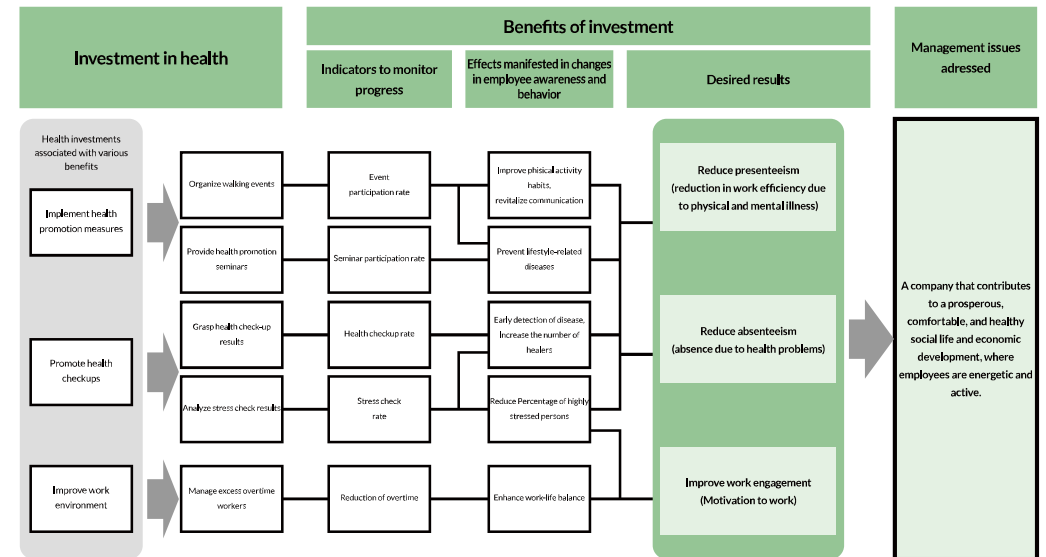 Investment in health
Benefits of investment
Management issues
adressed
Indicators to monitor
progress
Effects manifested in changes
in employee awareness and
behavior
Desired results
Health investments
associated with various
benefits
Implement health
promotion measures
Promote health
checkups
Improve work
environment
Organize walking events
Provide health promotion
seminars
Grasp health check-up
results
Analyze stress check results
Manage excess overtime
workers
Event
participation rate
Seminar participation rate
Health checkup rate
Stress check
rate
Reduction of overtime
Improve phisical activity
habits,
revitalize communication
Prevent lifestyle-related
diseases
Early detection of disease,
Increase the number of
healers
Reduce Percentage of highly
stressed persons
Enhance work-life balance
Reduce presenteeism
(reduction in work efficiency due
to physical and mental illness)
Reduce absenteeism
(absence due to health problems)
Improve work engagement
(Motivation to work)
A company that contributes
to a prosperous,
comfortable, and healthy
social life and economic
development, where
employees are energetic and
active.